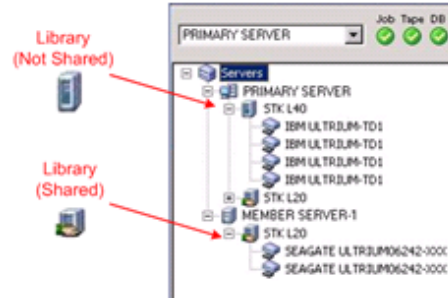 Library
(Not Shared)
Library
(Shared)
PRIMARY SERVER
Job Tape DB
Servers
PRIMARY SERVER
STK L40
IBM ULTRIUM-TD1
IBM ULTRIUM-TD1
IBM ULTRIUM-TD1
IBM ULTRIUM-TD1
STK L20
MEMBER SERVER-1
STK L20
SEAGATE ULTRIUM06242-XXX
SEAGATE ULTRIUM06242-XXX